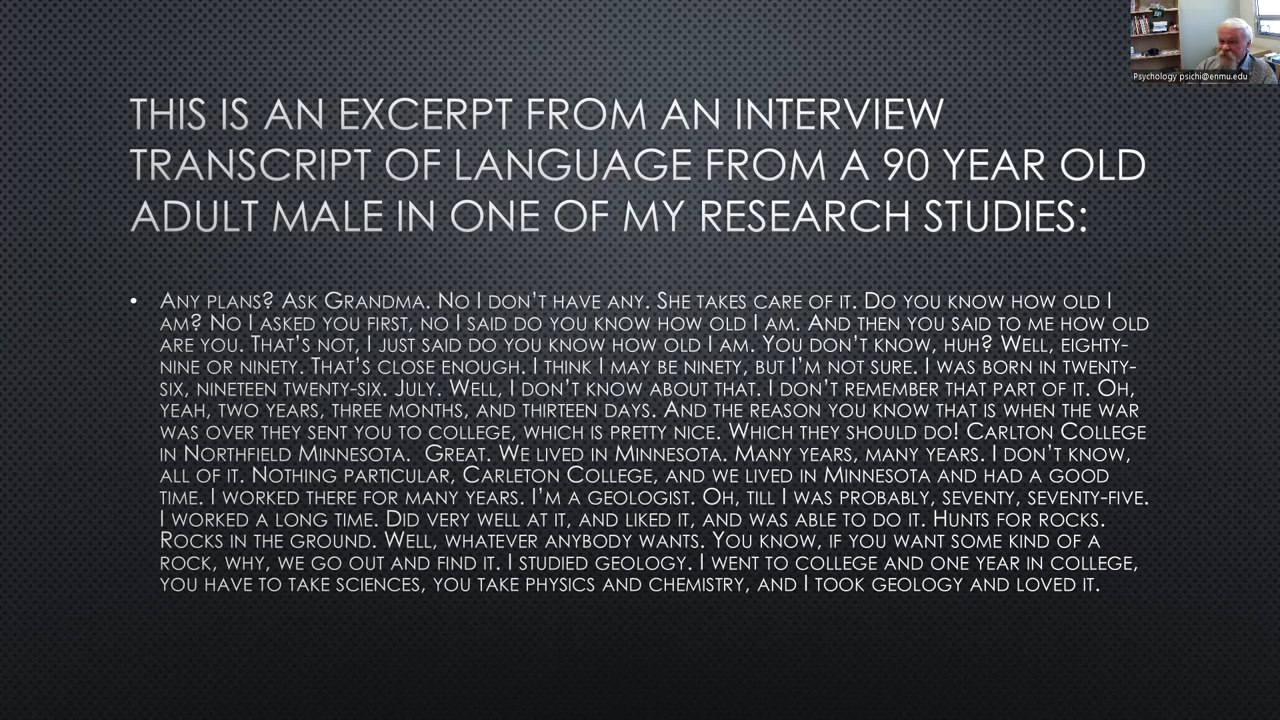 Psychology psichi@enmu.edu
THIS IS AN EXCERPT FROM AN INTERVIEW
TRANSCRIPT OF LANGUAGE FROM A 90 YEAR OLD
ADULT MALE IN ONE OF MY RESEARCH STUDIES:
• ANY PLANS? ASK GRANDMA. NO I DON'T HAVE ANY. SHE TAKES CARE OF IT. DO YOU KNOW HOW OLD I
AM? NO I ASKED YOU FIRST, NO I SAID DO YOU KNOW HOW OLD I AM. AND THEN YOU SAID TO ME HOW OLD
ARE YOU. THAT'S NOT, I JUST SAID DO YOU KNOW HOW OLD I AM. YOU DON'T KNOW, HUH? WELL, EIGHTY-
NINE OR NINETY. THAT'S CLOSE ENOUGH. I THINK I MAY BE NINETY, BUT I'M NOT SURE. I WAS BORN IN TWENTY-
SIX, NINETEEN TWENTY-SIX. JULY. WELL, I DON'T KNOW ABOUT THAT. I DON'T REMEMBER THAT PART OF IT. OH,
YEAH, TWO YEARS, THREE MONTHS, AND THIRTEEN DAYS. AND THE REASON YOU KNOW THAT IS WHEN THE WAR
WAS OVER THEY SENT YOU TO COLLEGE, WHICH IS PRETTY NICE. WHICH THEY SHOULD DO! CARLTON COLLEGE
IN NORTHFIELD MINNESOTA. GREAT. WE LIVED IN MINNESOTA. MANY YEARS, MANY YEARS. I DON'T KNOW,
ALL OF IT. NOTHING PARTICULAR, CARLETON COLLEGE, AND WE LIVED IN MINNESOTA AND HAD A GOOD
TIME. I WORKED THERE FOR MANY YEARS. I'M A GEOLOGIST. OH, TILL I WAS PROBABLY, SEVENTY, SEVENTY-FIVE.
I WORKED A LONG TIME. DID VERY WELL AT IT, AND LIKED IT, AND WAS ABLE TO DO IT. HUNTS FOR ROCKS.
ROCKS IN THE GROUND. WELL, WHATEVER ANYBODY WANTS. YOU KNOW, IF YOU WANT SOME KIND OF A
ROCK, WHY, WE GO OUT AND FIND IT. I STUDIED GEOLOGY. I WENT TO COLLEGE AND ONE YEAR IN COLLEGE,
YOU HAVE TO TAKE SCIENCES, YOU TAKE PHYSICS AND CHEMISTRY, AND I TOOK GEOLOGY AND LOVED IT.